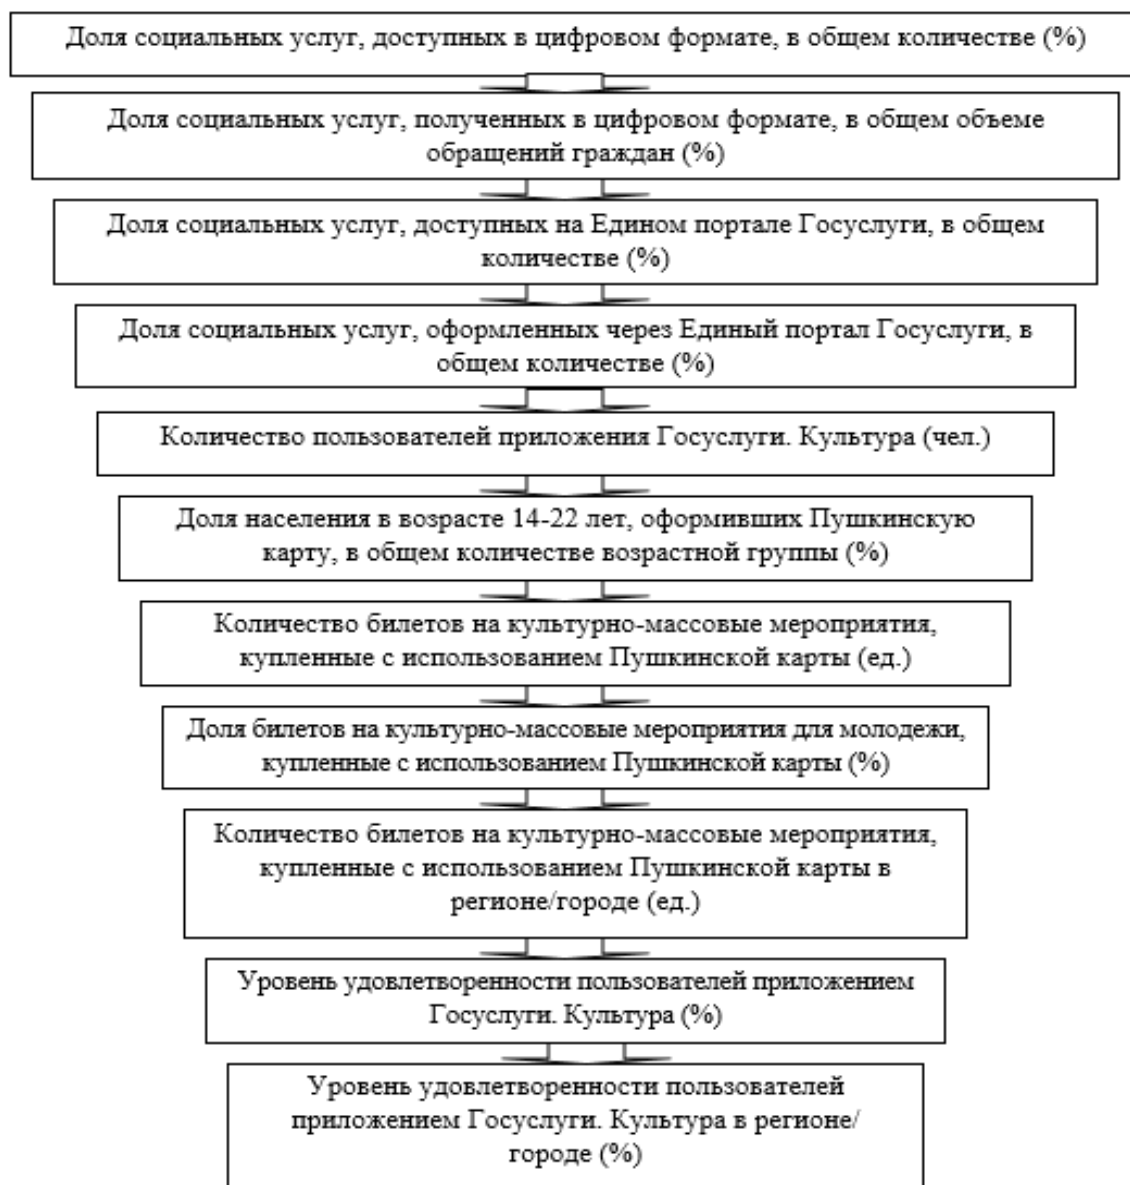 Доля социальных услуг, доступных в цифровом формате, в общем количестве (%)
Доля социальных услуг, полученных в цифровом формате, в общем объеме
обращений граждан (%)
Доля социальных услуг, доступных на Едином портале Госуслуги, в общем
количестве (%)
Доля социальных услуг, оформленных через Единый портал Госуслуги, в
общем количестве (%)
Количество пользователей приложения Госуслуги. Культура (чел.)
Доля населения в возрасте 14-22 лет, оформивших Пушкинскую
карту, в общем количестве возрастной группы (%)
Количество билетов на культурно-массовые мероприятия,
купленные с использованием Пушкинской карты (ед.)
Доля билетов на культурно-массовые мероприятия для молодежи,
купленные с использованием Пушкинской карты (%)
Количество билетов на культурно-массовые мероприятия,
купленные с использованием Пушкинской карты в
регионе/городе (ед.)
Уровень удовлетворенности пользователей приложением
Госуслуги. Культура (%)
Уровень удовлетворенности пользователей
приложением Госуслуги. Культура в регионе/
городе (%)